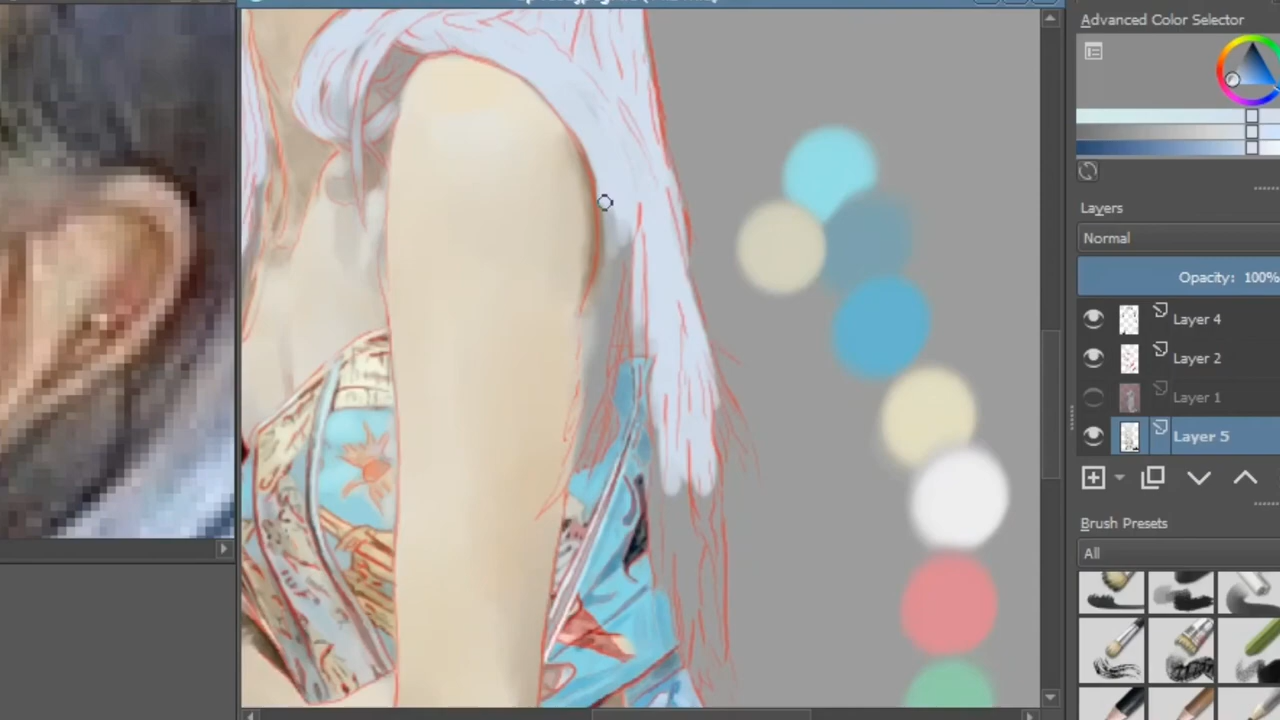 Advanced Color Selector
Layers
Normal
Opacity: 100%
Layer 4
Layer 2
Layer 1
Layer 5
Brush Presets
All